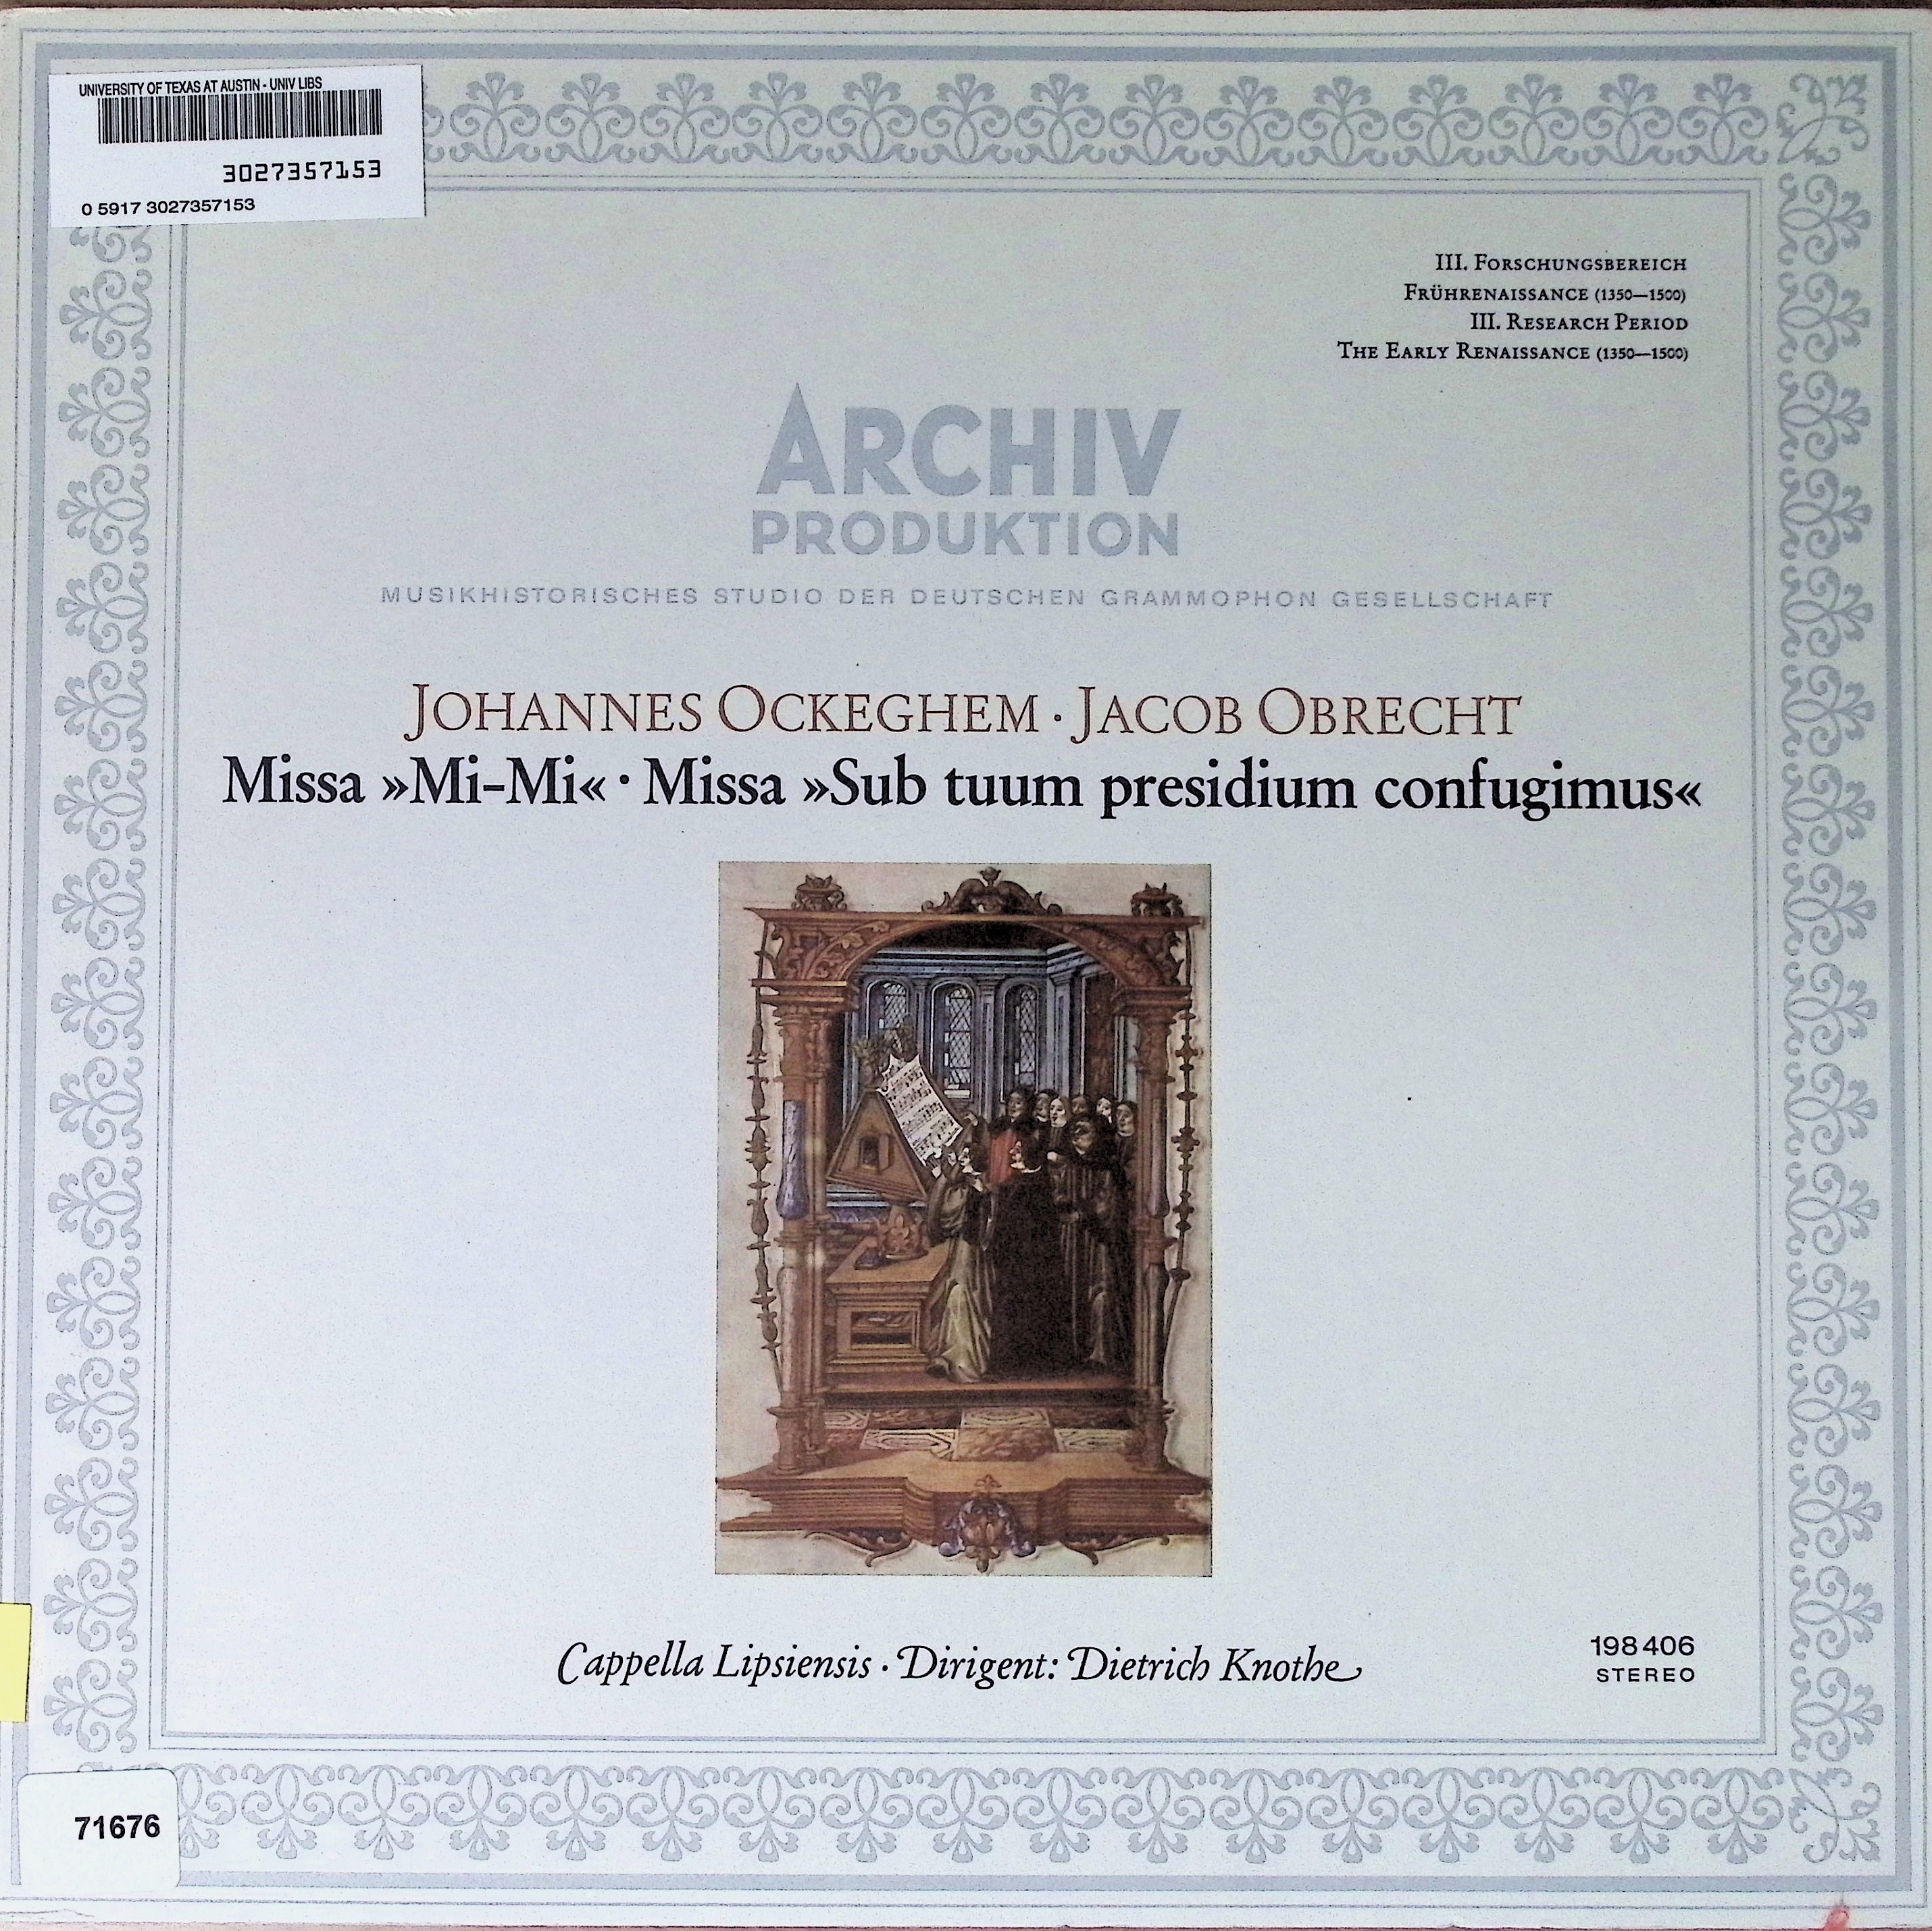 UNIVERSITY OF TEXAS AT AUSTIN - UNIV LIBS
3027357153
0 5917 3027357153
III. FORSCHUNGSBEREICH
FRÜHRENAISSANCE (1350—1500)
III. RESEARCH PERIOD
THE EARLY RENAISSANCE (1350—1500)
ARCHIV
PRODUKTION
MUSIKHISTORISCHES STUDIO DER DEUTSCHEN GRAMMOPHON GESELLSCHAFT
JOHANNES OCKEGHEM · JACOB OBRECHT
Missa »Mi-Mi« · Missa »Sub tuum presidium confugimus«
Cappella Lipsiensis · Dirigent: Dietrich Knothe
198 406
STEREO
71676